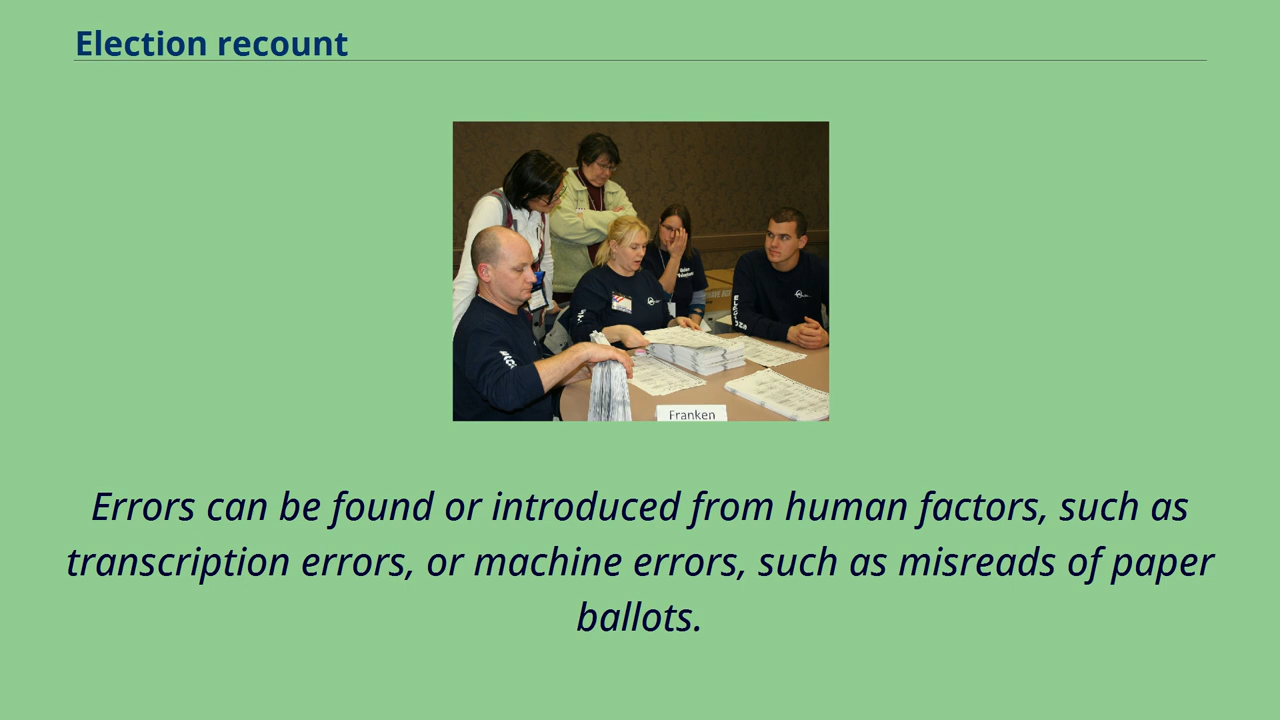 Election recount
Franken
Errors can be found or introduced from human factors, such as
transcription errors, or machine errors, such as misreads of paper
ballots.